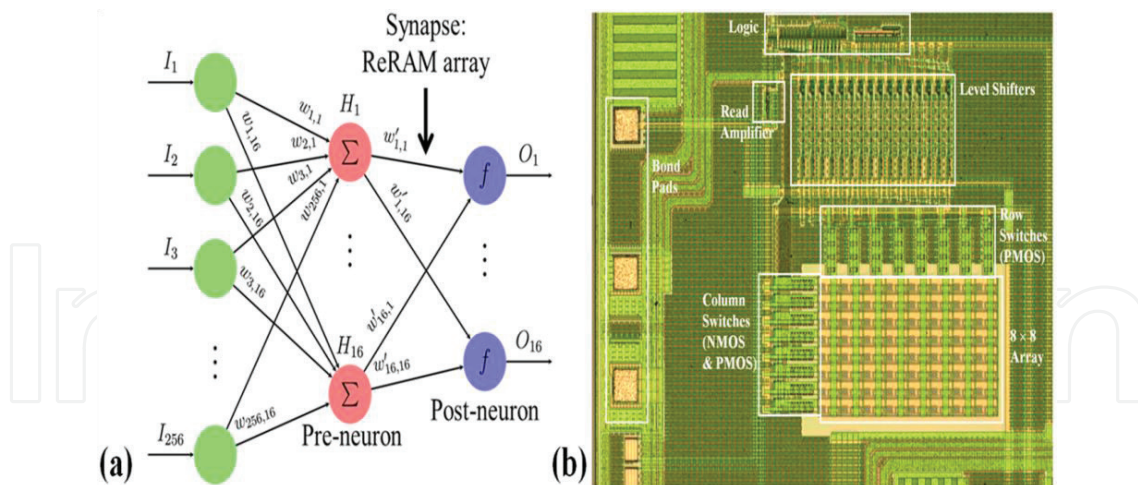 Synapse:
ReRAM array
I₁
I₂
I₃
I₂₅₆
w₁,₁
w₁,₁₆
w₂,₁
w₃,₁
w₂₅₆,₁
w₂,₁₆
w₃,₁₆
w₂₅₆,₁₆
H₁
Σ
H₁₆
Σ
Pre-neuron
w′₁,₁
w′₁,₁₆
w′₁₆,₁
w′₁₆,₁₆
f
f
O₁
O₁₆
Post-neuron
(a)
Logic
Level Shifters
Read
Amplifier
Bond
Pads
Row
Switches
(PMOS)
Column
Switches
(NMOS
& PMOS)
8 × 8
Array
(b)